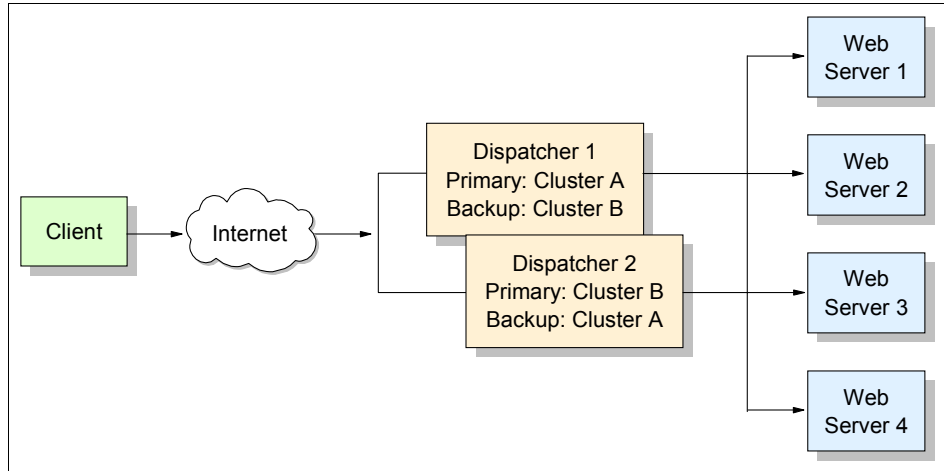 Client
Internet
Dispatcher 1
Primary: Cluster A
Backup: Cluster B
Dispatcher 2
Primary: Cluster B
Backup: Cluster A
Web
Server 1
Web
Server 2
Web
Server 3
Web
Server 4